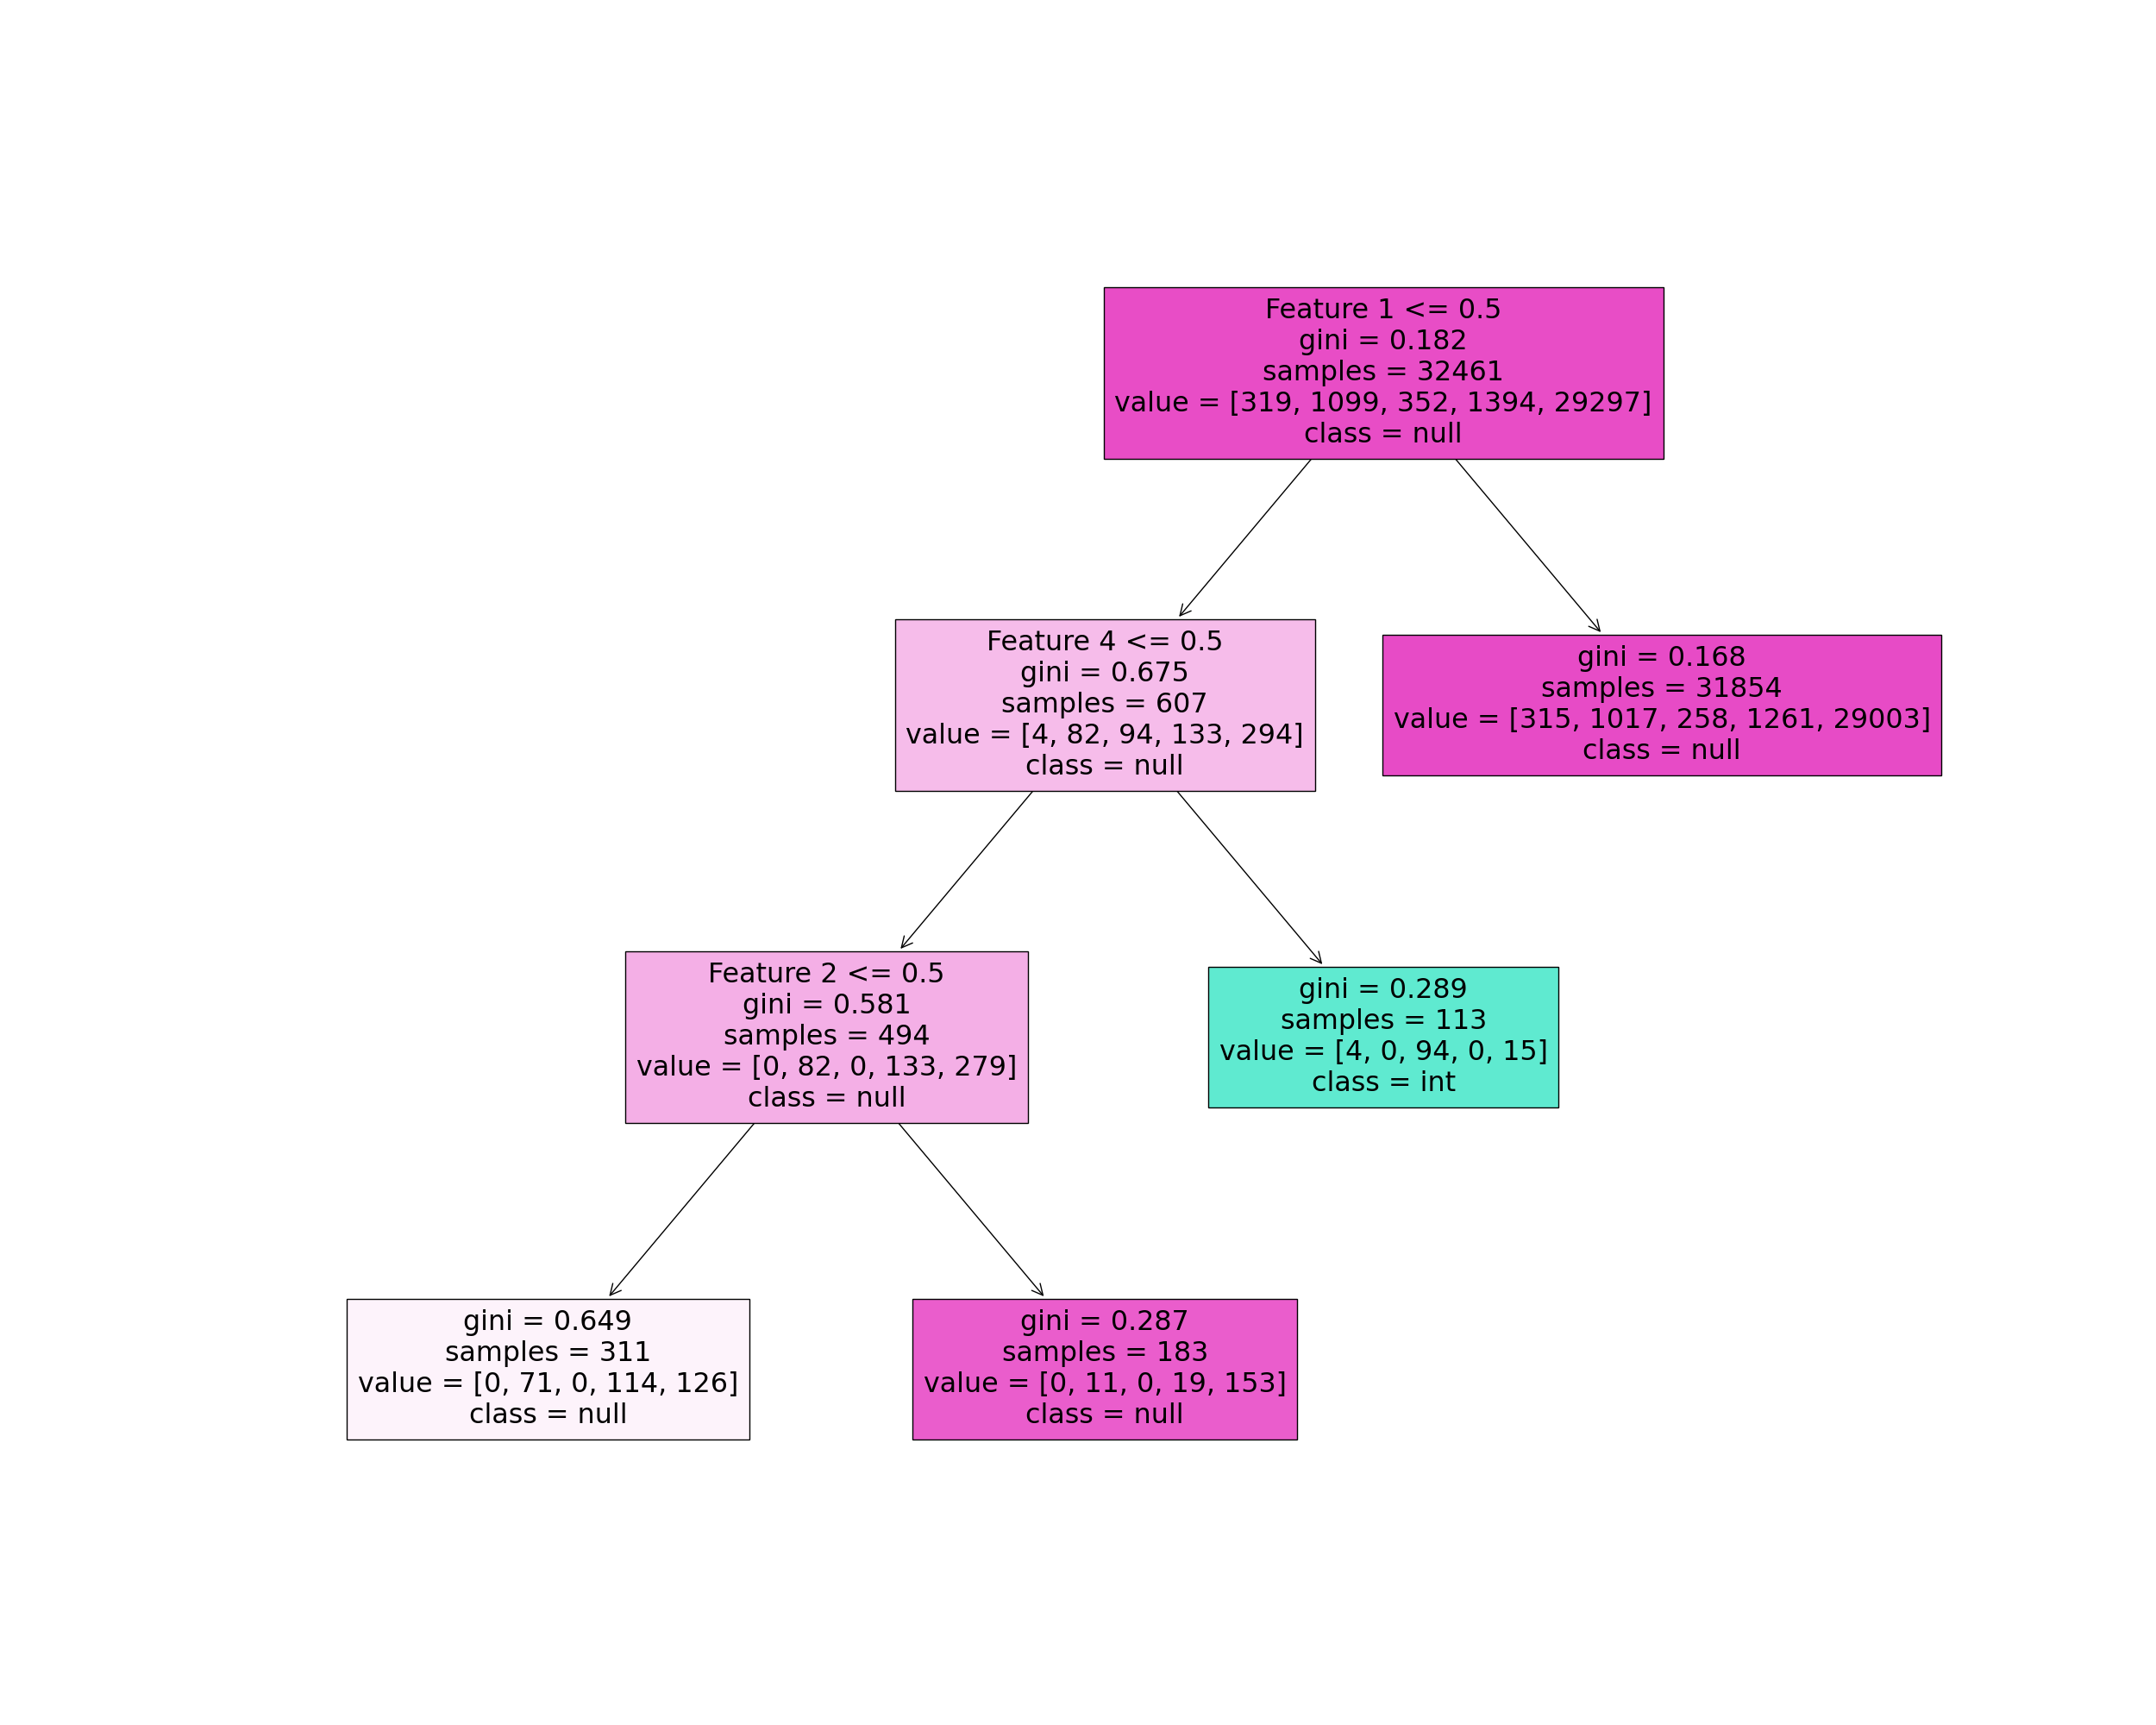 Feature 1 <= 0.5
gini = 0.182
samples = 32461
value = [319, 1099, 352, 1394, 29297]
class = null
Feature 4 <= 0.5
gini = 0.675
samples = 607
value = [4, 82, 94, 133, 294]
class = null
gini = 0.168
samples = 31854
value = [315, 1017, 258, 1261, 29003]
class = null
Feature 2 <= 0.5
gini = 0.581
samples = 494
value = [0, 82, 0, 133, 279]
class = null
gini = 0.289
samples = 113
value = [4, 0, 94, 0, 15]
class = int
gini = 0.649
samples = 311
value = [0, 71, 0, 114, 126]
class = null
gini = 0.287
samples = 183
value = [0, 11, 0, 19, 153]
class = null